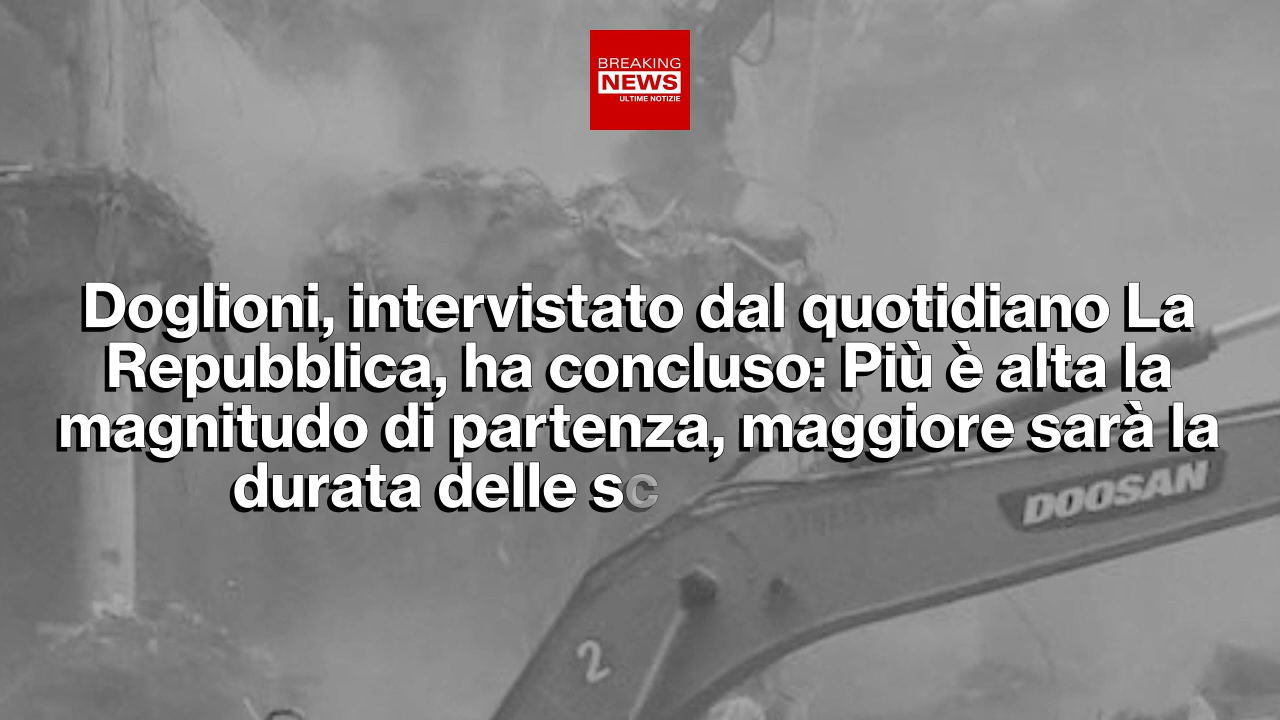 BREAKING
NEWS
ULTIME NOTIZIE
Doglioni, intervistato dal quotidiano La
Repubblica, ha concluso: Più è alta la
magnitudo di partenza, maggiore sarà la
durata delle sc
DOOSAN
2